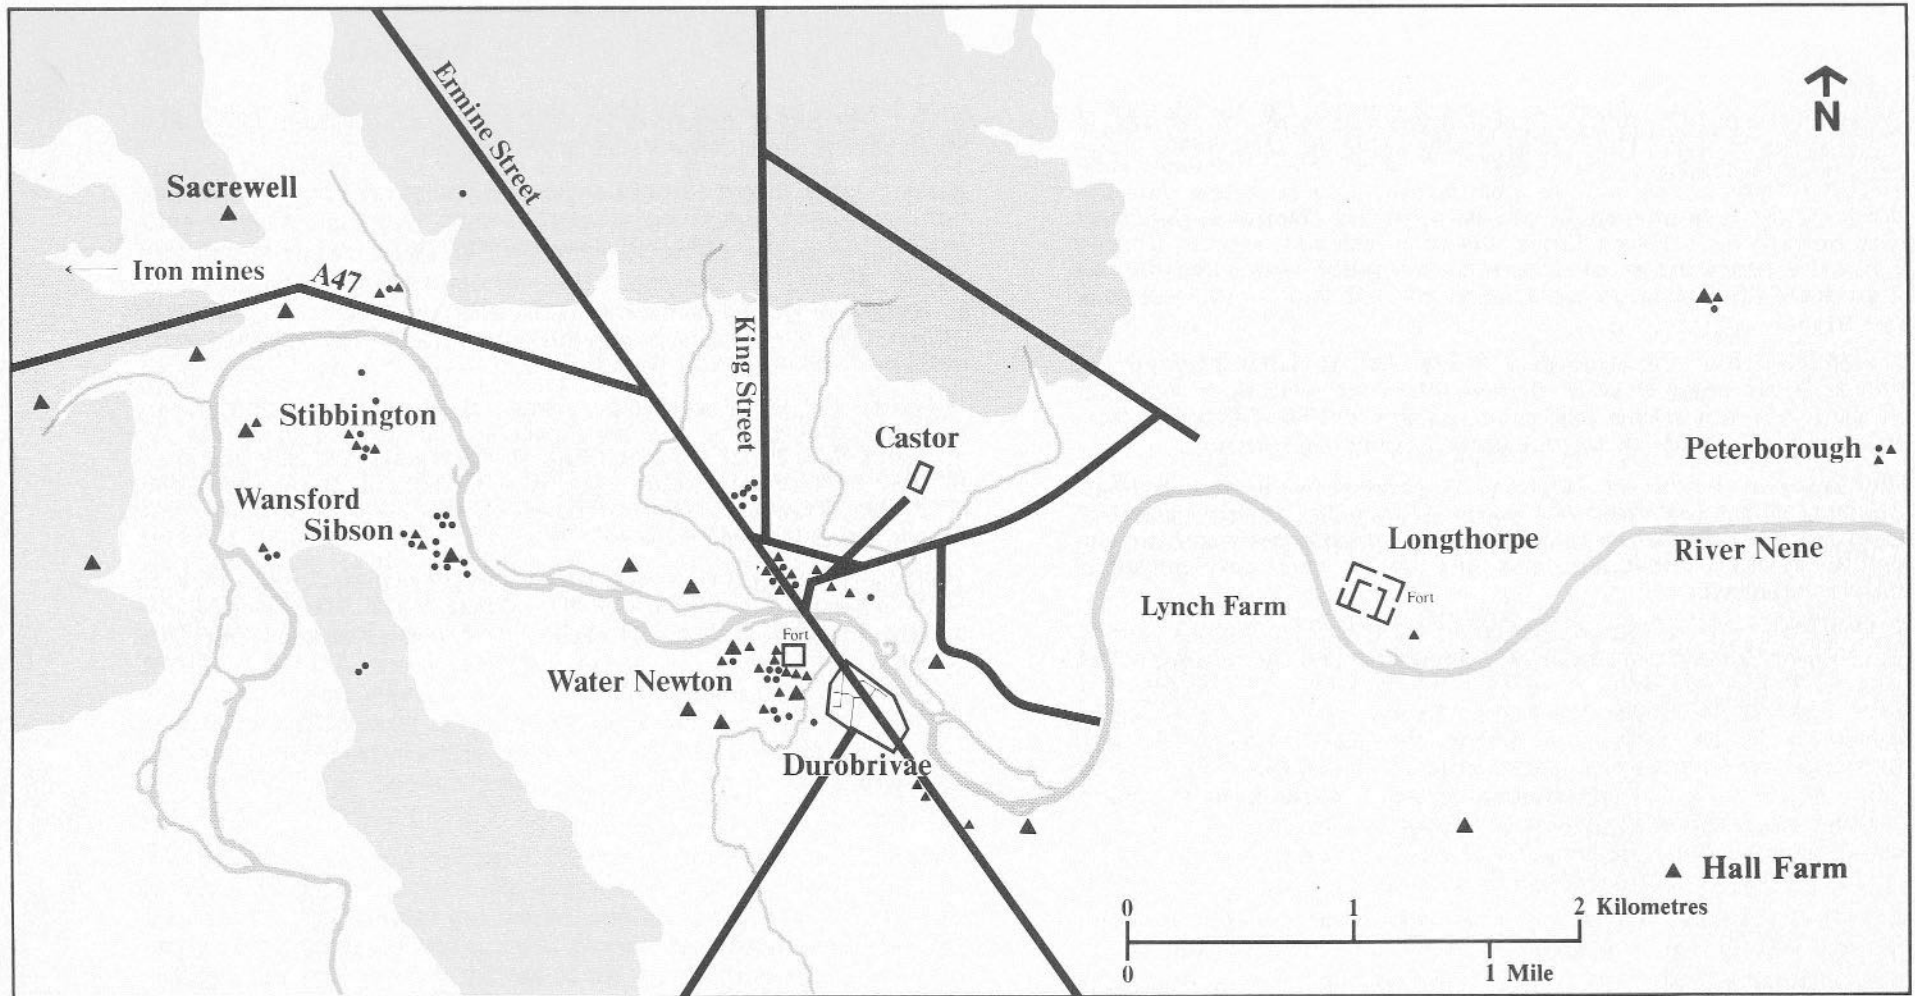 N
Ermine Street
Sacrewell
Iron mines
A47
King Street
Stibbington
Castor
Peterborough
Wansford
Sibson
Longthorpe
River Nene
Fort
Lynch Farm
Fort
Water Newton
Durobrivae
Hall Farm
0 1 2 Kilometres
0 1 Mile